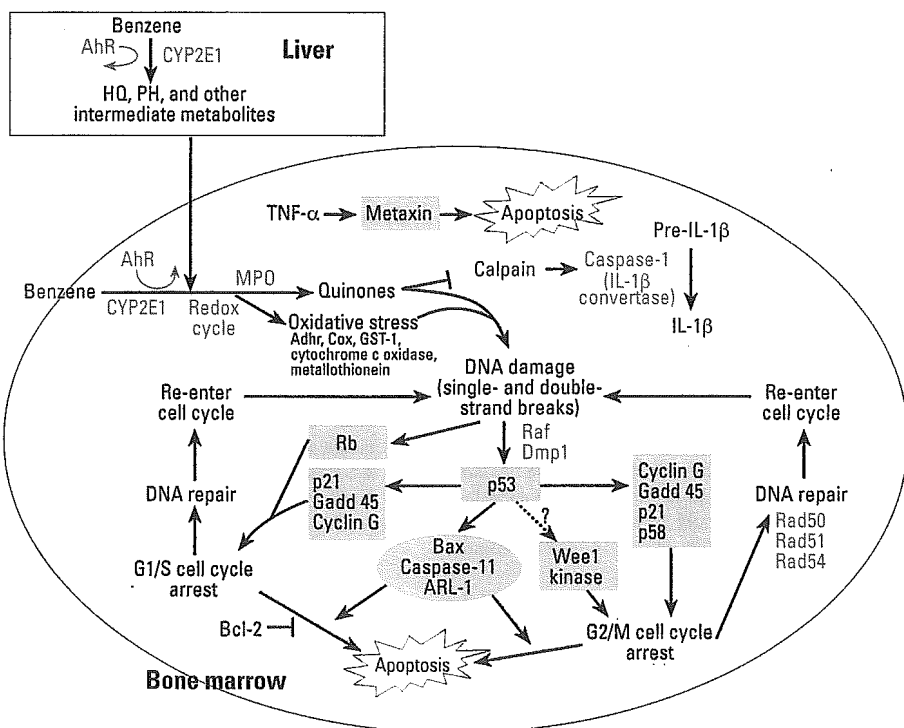 Benzene
AhR
CYP2E1
Liver
HQ, PH, and other
intermediate metabolites
TNF-α
Metaxin
Apoptosis
Pre-IL-1β
Calpain
Caspase-1
(IL-1β
convertase)
IL-1β
AhR
MPO
Benzene
Quinones
CYP2E1
Redox
cycle
Oxidative stress
Adhr, Cox, GST-1,
cytochrome c oxidase,
metallothionein
DNA damage
(single- and double-
strand breaks)
Re-enter
cell cycle
Re-enter
cell cycle
Raf
Dmp1
Rb
p21
Gadd 45
Cyclin G
p53
Cyclin G
Gadd 45
p21
p58
DNA repair
DNA repair
Rad50
Rad51
Rad54
?
Bax
Caspase-11
ARL-1
Wee1
kinase
G1/S cell cycle
arrest
Bcl-2
G2/M cell cycle
arrest
Apoptosis
Bone marrow